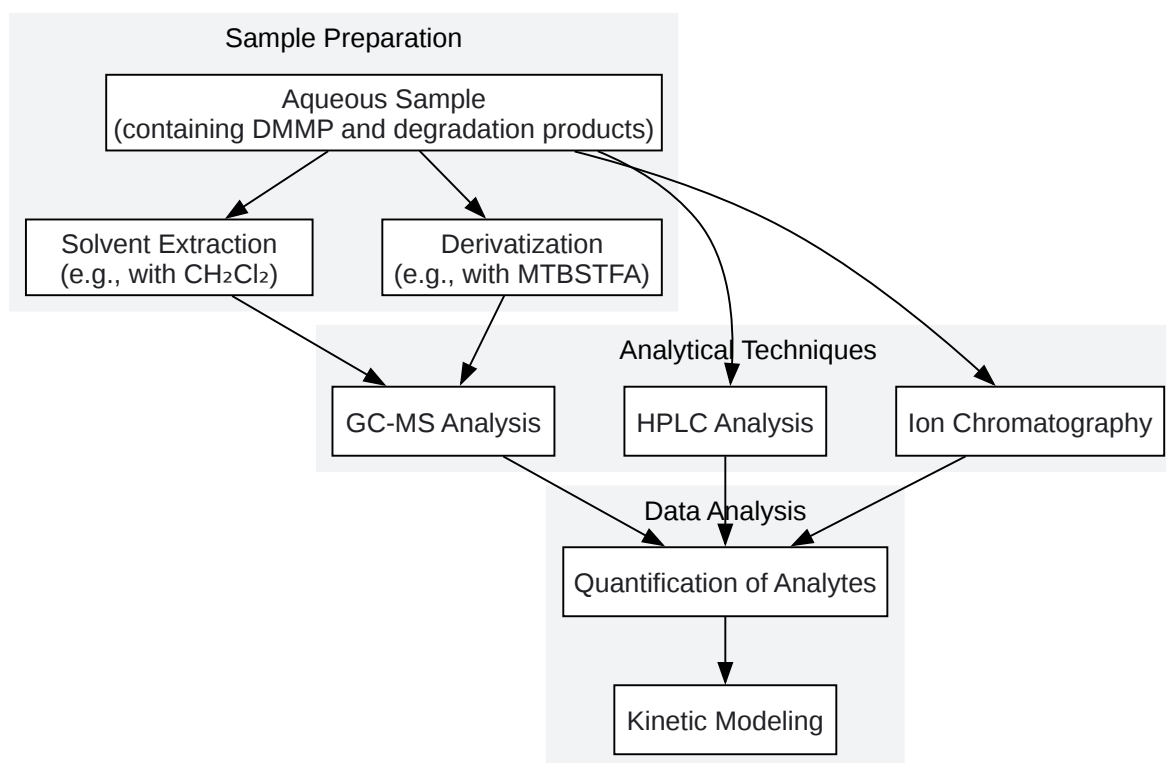 Sample Preparation
Aqueous Sample
(containing DMMP and degradation products)
Solvent Extraction
(e.g., with CH₂Cl₂)
Derivatization
(e.g., with MTBSTFA)
Analytical Techniques
GC-MS Analysis
HPLC Analysis
Ion Chromatography
Data Analysis
Quantification of Analytes
Kinetic Modeling